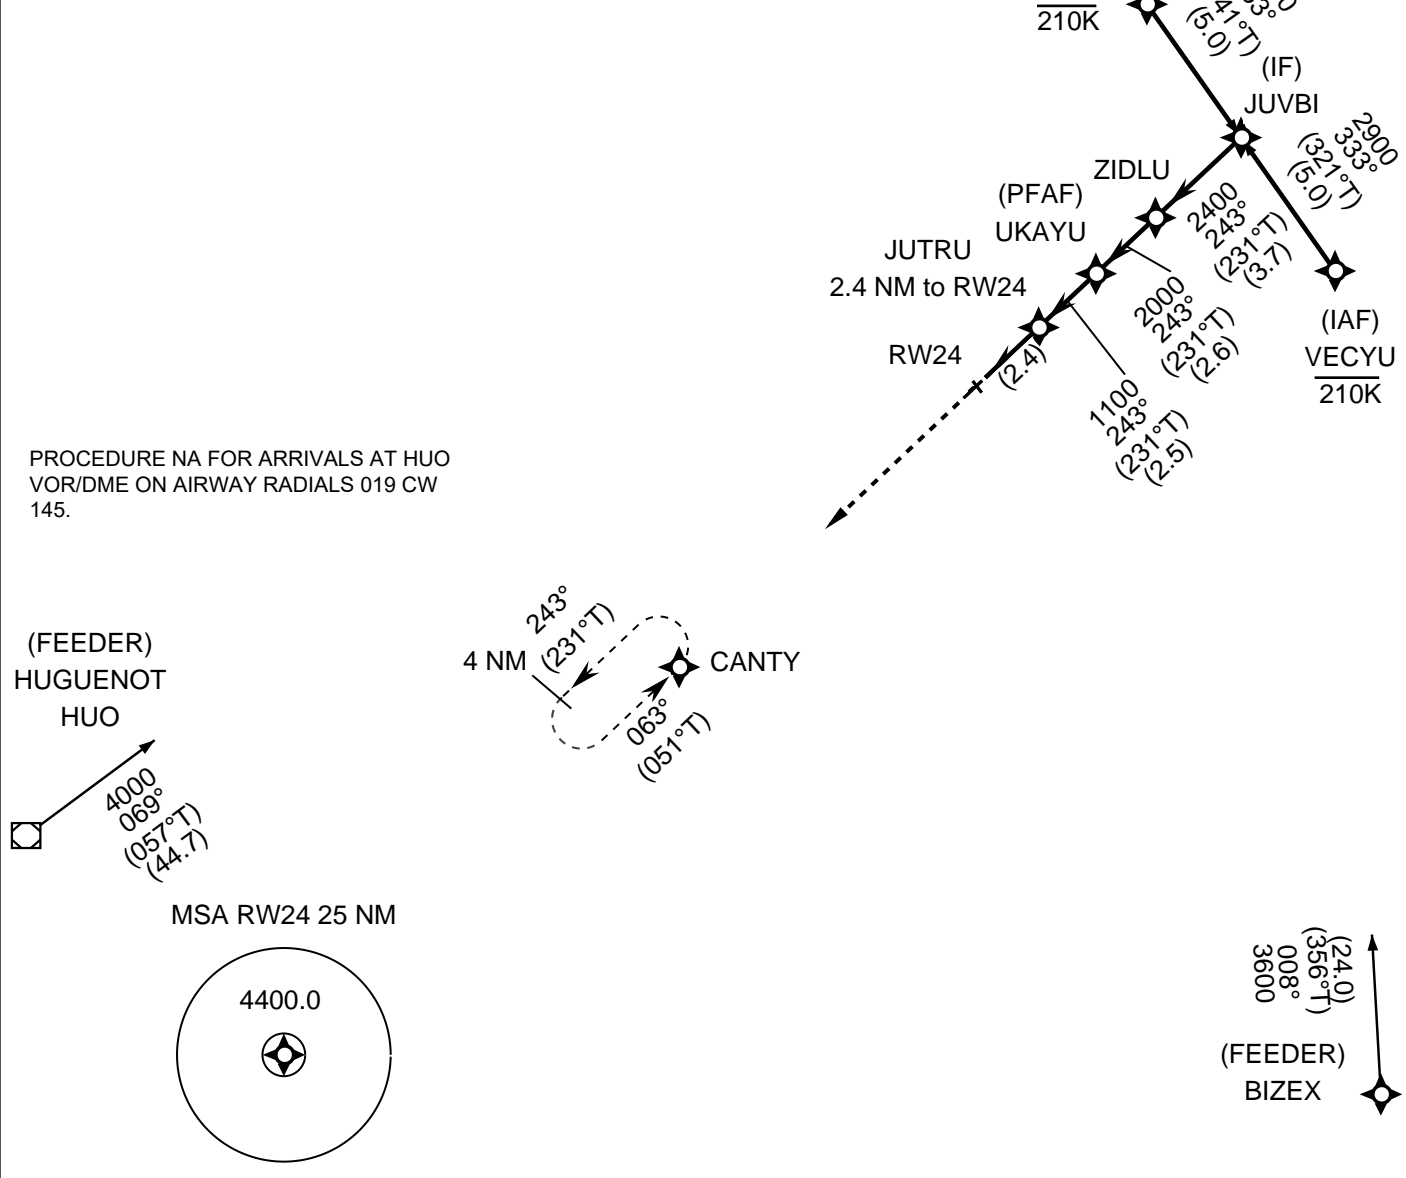 210K
41°T)
(5.0)
(IF)
JUVBI
2900
333°
(321°T)
(5.0)
ZIDLU
(PFAF)
UKAYU
2400
243°
(231°T)
(3.7)
JUTRU
2.4 NM to RW24
2000
243°
(231°T)
(2.6)
(IAF)
VECYU
210K
RW24
(2.4)
1100
243°
(231°T)
(2.5)
PROCEDURE NA FOR ARRIVALS AT HUO
VOR/DME ON AIRWAY RADIALS 019 CW
145.
243°
(231°T)
4 NM
CANTY
063°
(051°T)
(FEEDER)
HUGUENOT
HUO
4000
069°
(057°T)
(44.7)
MSA RW24 25 NM
4400.0
(24.0)
(356°T)
008°
3600
(FEEDER)
BIZEX